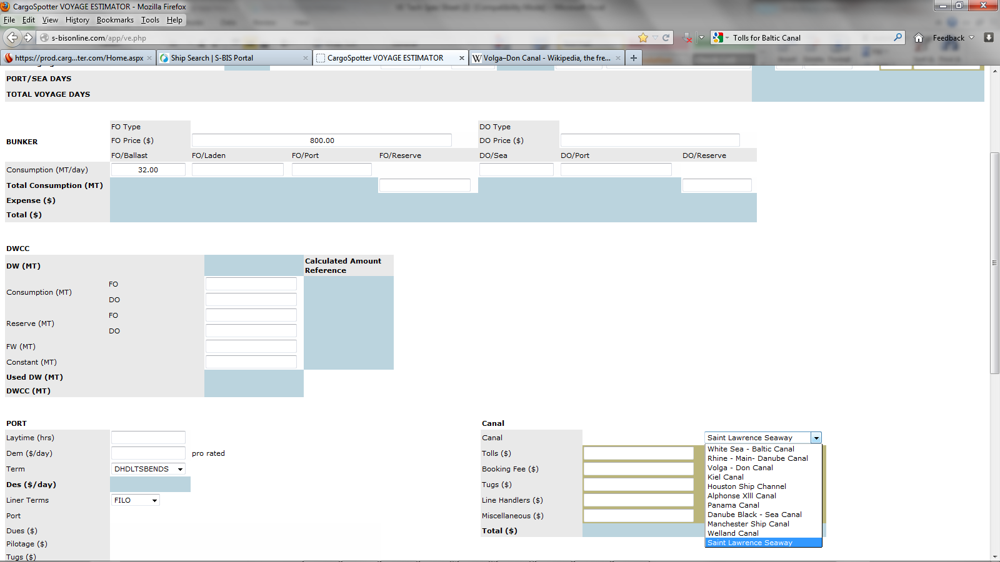 CargoSpotter VOYAGE ESTIMATOR - Mozilla Firefox
File Edit View History Bookmarks Tools Help
s-bisonline.com/app/ve.php
Tolls for Baltic Canal
Feedback
https://prod.carg...ter.com/Home.aspx
Ship Search | S-BIS Portal
CargoSpotter VOYAGE ESTIMATOR
Volga–Don Canal - Wikipedia, the fre...
PORT/SEA DAYS
TOTAL VOYAGE DAYS
FO Type DO Type
BUNKER FO Price ($) 800.00 DO Price ($)
FO/Ballast FO/Laden FO/Port FO/Reserve DO/Sea DO/Port DO/Reserve
Consumption (MT/day) 32.00
Total Consumption (MT)
Expense ($)
Total ($)
DWCC
DW (MT) Calculated Amount Reference
Consumption (MT) FO
DO
Reserve (MT) FO
DO
FW (MT)
Constant (MT)
Used DW (MT)
DWCC (MT)
PORT
Laytime (hrs)
Dem ($/day) pro rated
Term DHDLTSBENDS
Des ($/day)
Liner Terms FILO
Port
Dues ($)
Pilotage ($)
Tugs ($)
Canal
Canal Saint Lawrence Seaway
Tolls ($)
Booking Fee ($)
Tugs ($)
Line Handlers ($)
Miscellaneous ($)
Total ($)
White Sea - Baltic Canal
Rhine - Main- Danube Canal
Volga - Don Canal
Kiel Canal
Houston Ship Channel
Alphonse Xlll Canal
Panama Canal
Danube Black - Sea Canal
Manchester Ship Canal
Welland Canal
Saint Lawrence Seaway